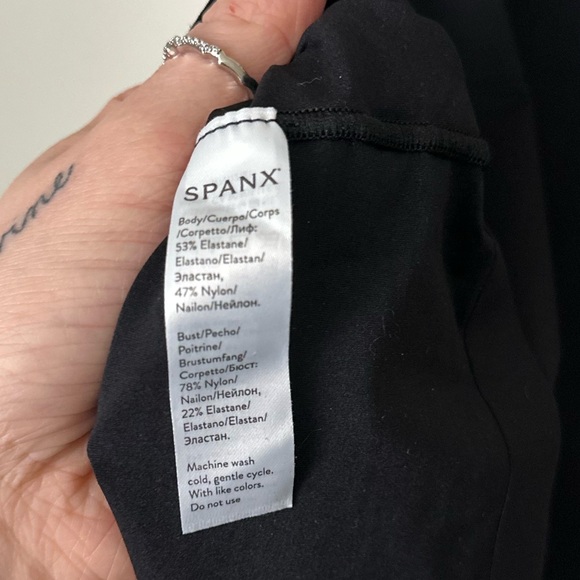 SPANX®
Body/Cuerpo/Corps
/Corpetto/Лиф:
53% Elastane/
Elastano/Elastan/
Эластан,
47% Nylon/
Nailon/Нейлон.
Bust/Pecho/
Poitrine/
Brustumfang/
Corpetto/Бюст:
78% Nylon/
Nailon/Нейлон,
22% Elastane/
Elastano/Elastan/
Эластан.
Machine wash
cold, gentle cycle.
With like colors.
Do not use